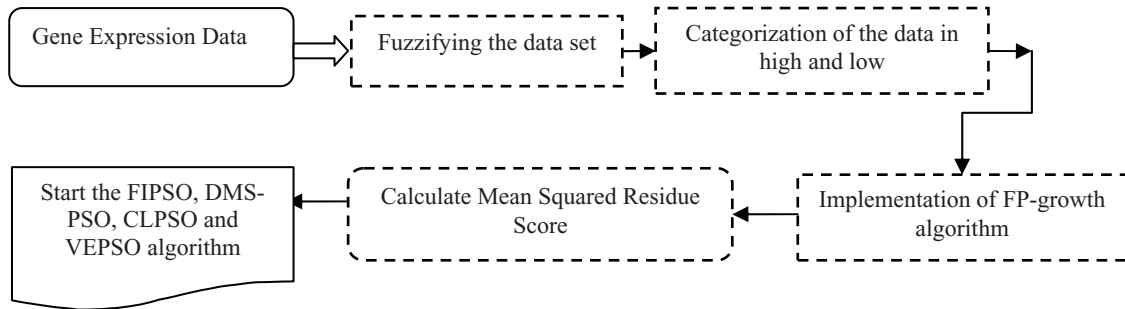 Gene Expression Data
Fuzzifying the data set
Categorization of the data in
high and low
Implementation of FP-growth
algorithm
Calculate Mean Squared Residue
Score
Start the FIPSO, DMS-
PSO, CLPSO and
VEPSO algorithm